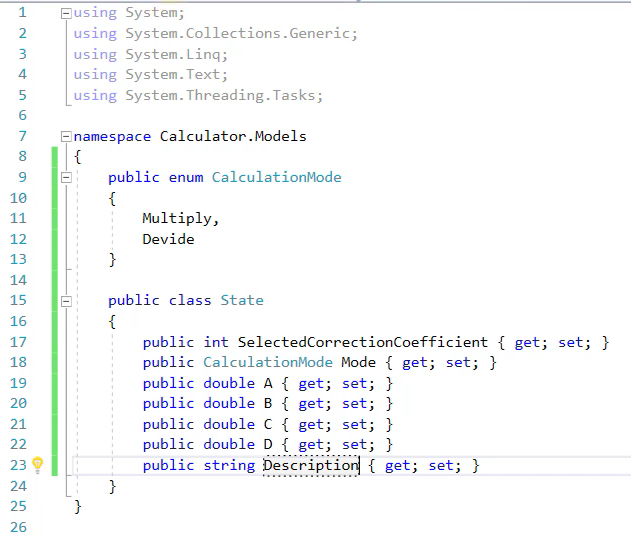 1 using System;
2 using System.Collections.Generic;
3 using System.Linq;
4 using System.Text;
5 using System.Threading.Tasks;
6
7 namespace Calculator.Models
8 {
9 public enum CalculationMode
10 {
11 Multiply,
12 Devide
13 }
14
15 public class State
16 {
17 public int SelectedCorrectionCoefficient { get; set; }
18 public CalculationMode Mode { get; set; }
19 public double A { get; set; }
20 public double B { get; set; }
21 public double C { get; set; }
22 public double D { get; set; }
23 public string Description { get; set; }
24 }
25 }
26